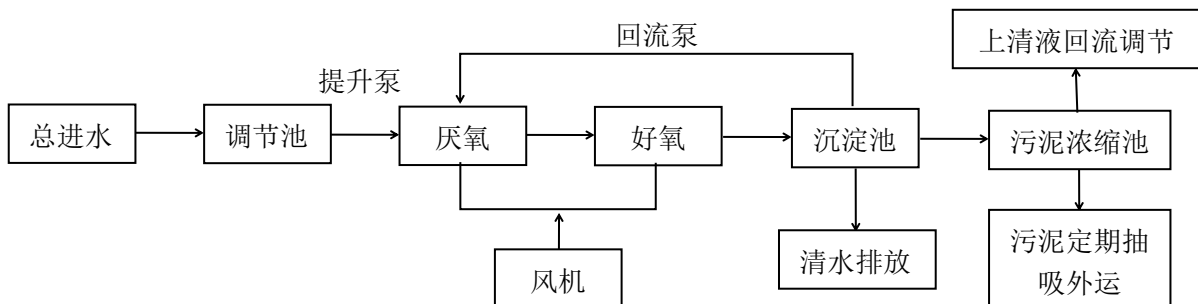 回流泵
上清液回流调节
提升泵
总进水
调节池
厌氧
好氧
沉淀池
污泥浓缩池
风机
清水排放
污泥定期抽
吸外运